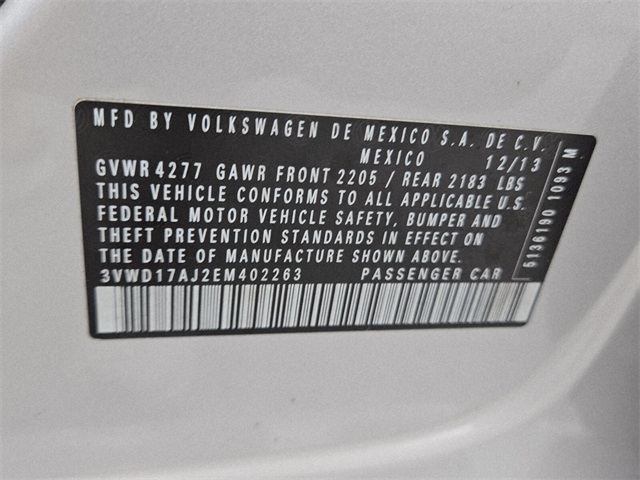 MFD BY VOLKSWAGEN DE MEXICO S.A. DE C.V.
MEXICO 12/13
GVWR 4277 GAWR FRONT 2205 / REAR 2183 LBS
THIS VEHICLE CONFORMS TO ALL APPLICABLE U.S.
FEDERAL MOTOR VEHICLE SAFETY, BUMPER AND
THEFT PREVENTION STANDARDS IN EFFECT ON
THE DATE OF MANUFACTURE SHOWN ABOVE.
3VWD17AJ2EM402263 PASSENGER CAR
5136190 1093 M